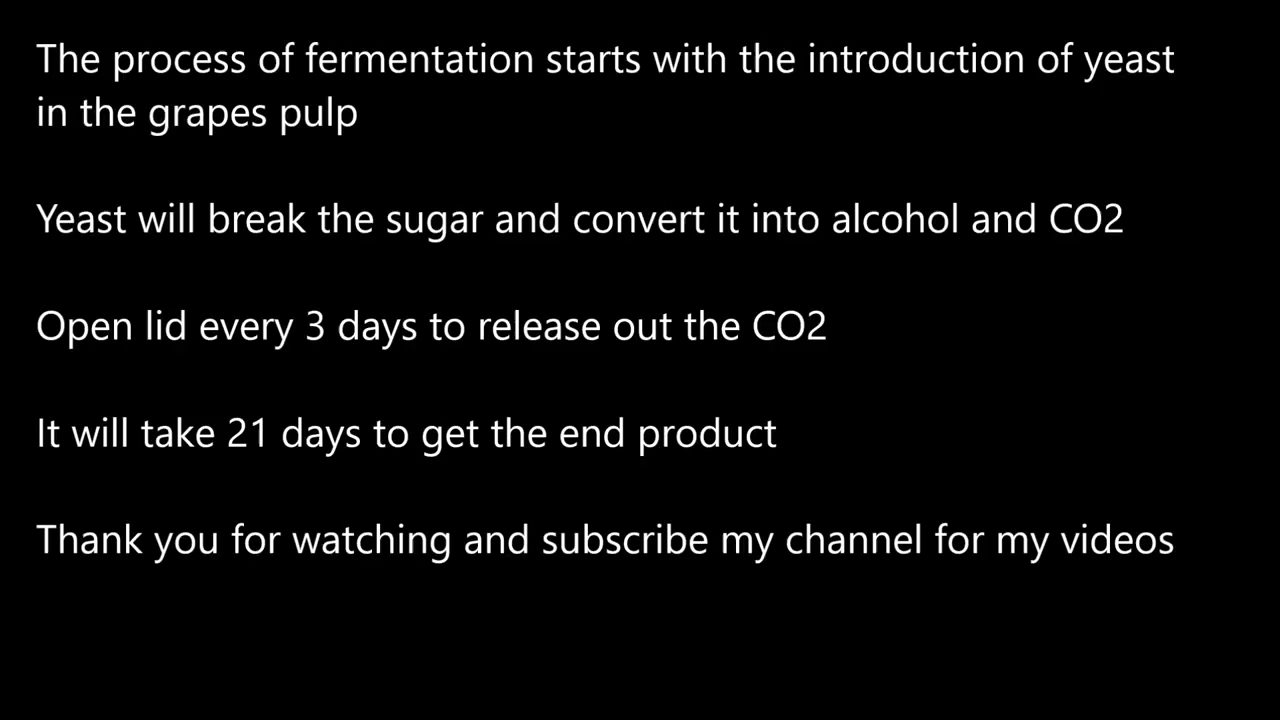 The process of fermentation starts with the introduction of yeast
in the grapes pulp
Yeast will break the sugar and convert it into alcohol and CO2
Open lid every 3 days to release out the CO2
It will take 21 days to get the end product
Thank you for watching and subscribe my channel for my videos